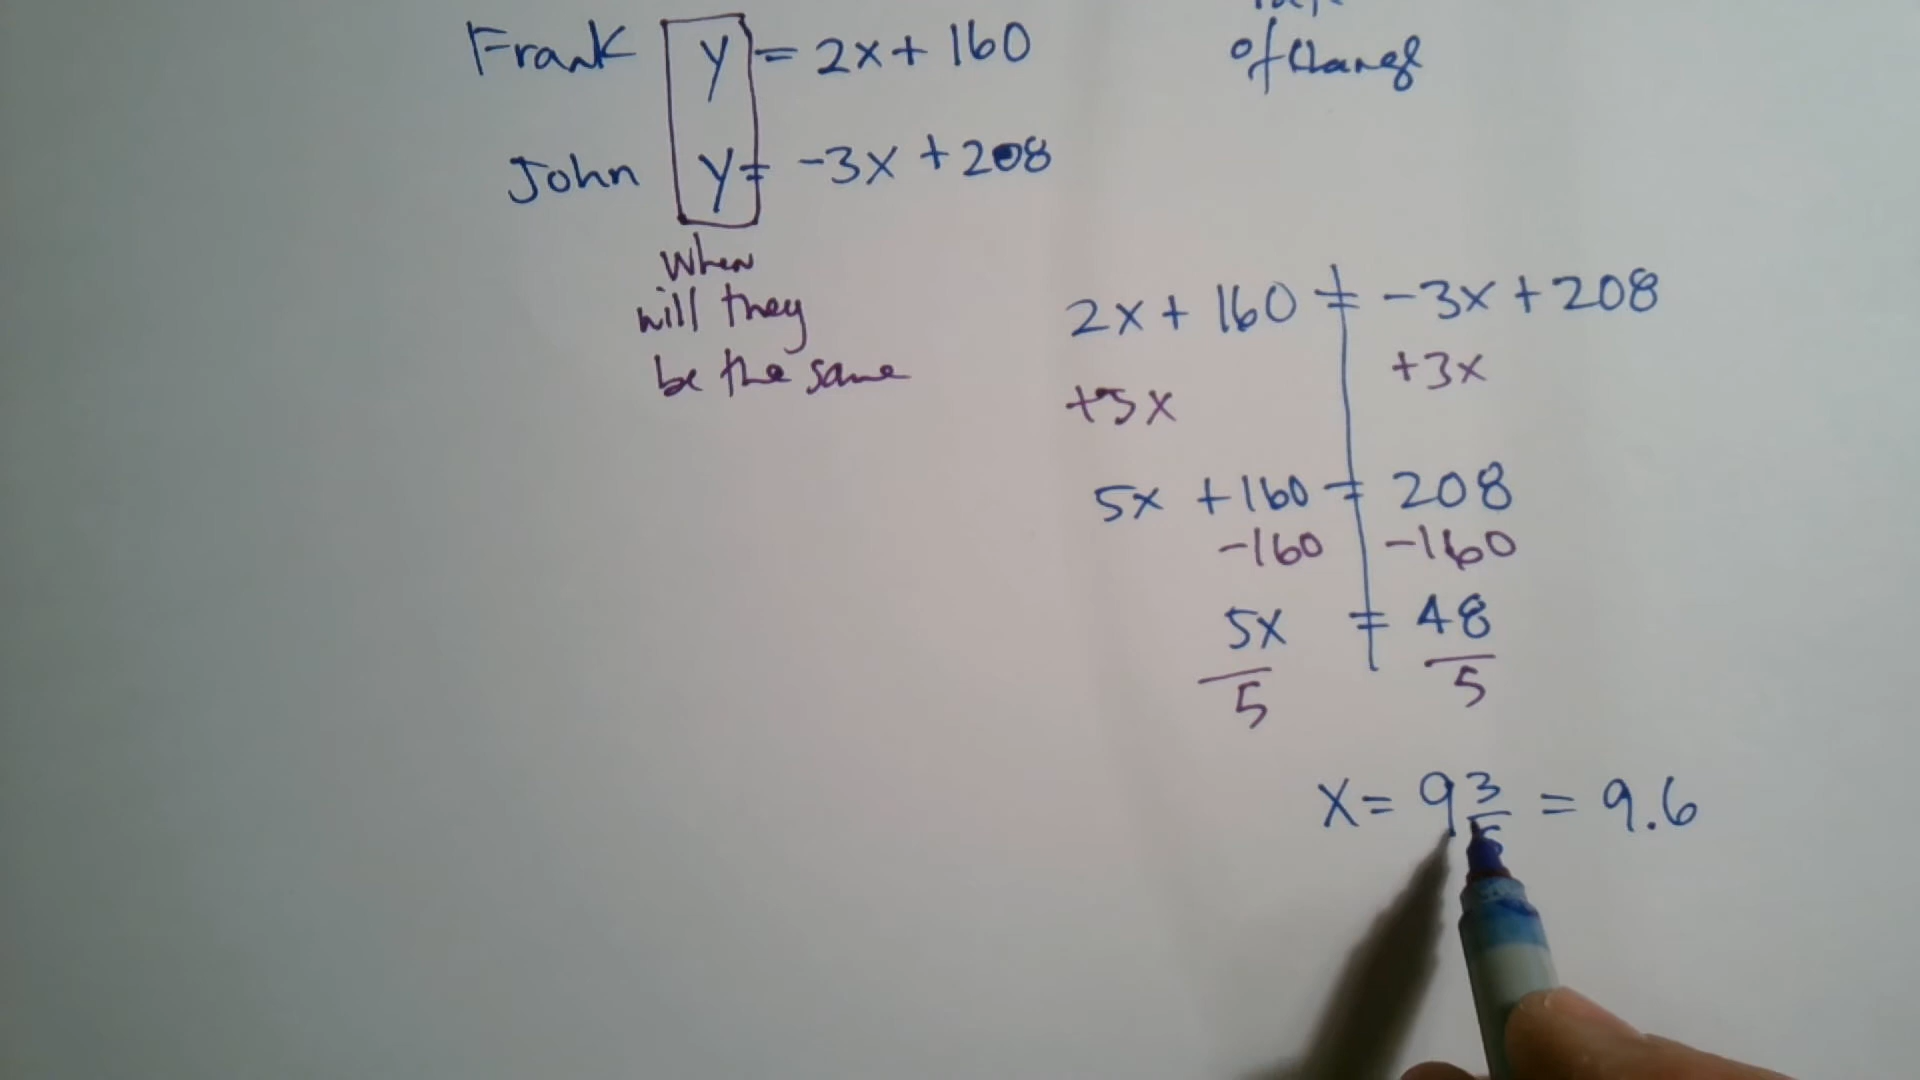 Frank y = 2x + 160
of change
John y = -3x + 208
When
will they
be the same
2x + 160 = -3x + 208
+3x +3x
5x + 160 = 208
-160 -160
5x = 48
5 5
x = 9 3/5 = 9.6